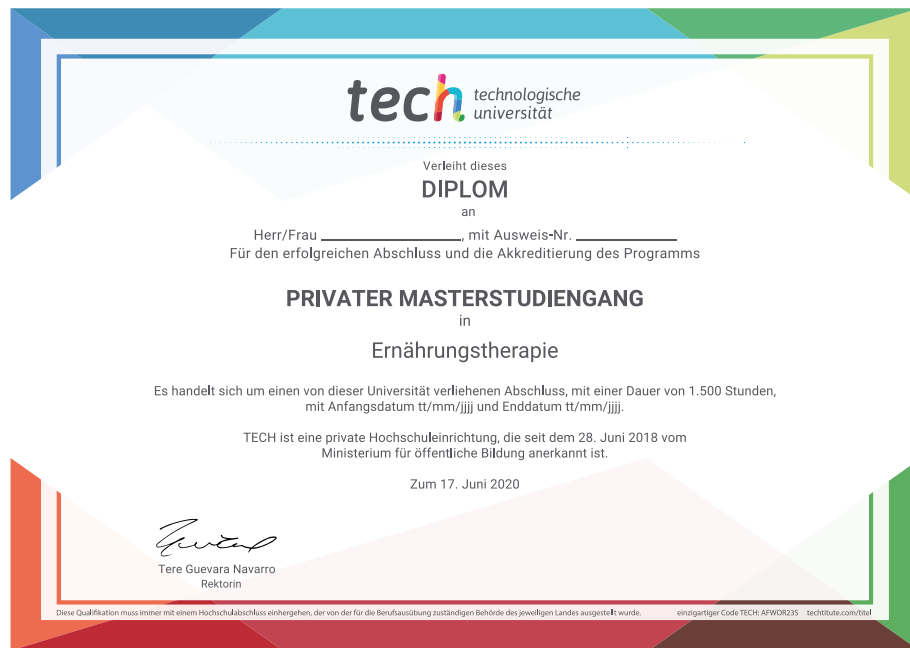 tech technologische
universität
Verleiht dieses
DIPLOM
an
Herr/Frau ____________________, mit Ausweis-Nr. __________________
Für den erfolgreichen Abschluss und die Akkreditierung des Programms
PRIVATER MASTERSTUDIENGANG
in
Ernährungstherapie
Es handelt sich um einen von dieser Universität verliehenen Abschluss, mit einer Dauer von 1.500 Stunden,
mit Anfangsdatum tt/mm/jjjj und Enddatum tt/mm/jjjj.
TECH ist eine private Hochschuleinrichtung, die seit dem 28. Juni 2018 vom
Ministerium für öffentliche Bildung anerkannt ist.
Zum 17. Juni 2020
Tere Guevara Navarro
Rektorin
Diese Qualifikation muss immer mit einem Hochschulabschluss einhergehen, der von der für die Berufsausübung zuständigen Behörde des jeweiligen Landes ausgestellt wurde. einzigartiger Code TECH: AFWOR23S techtitute.com/titel